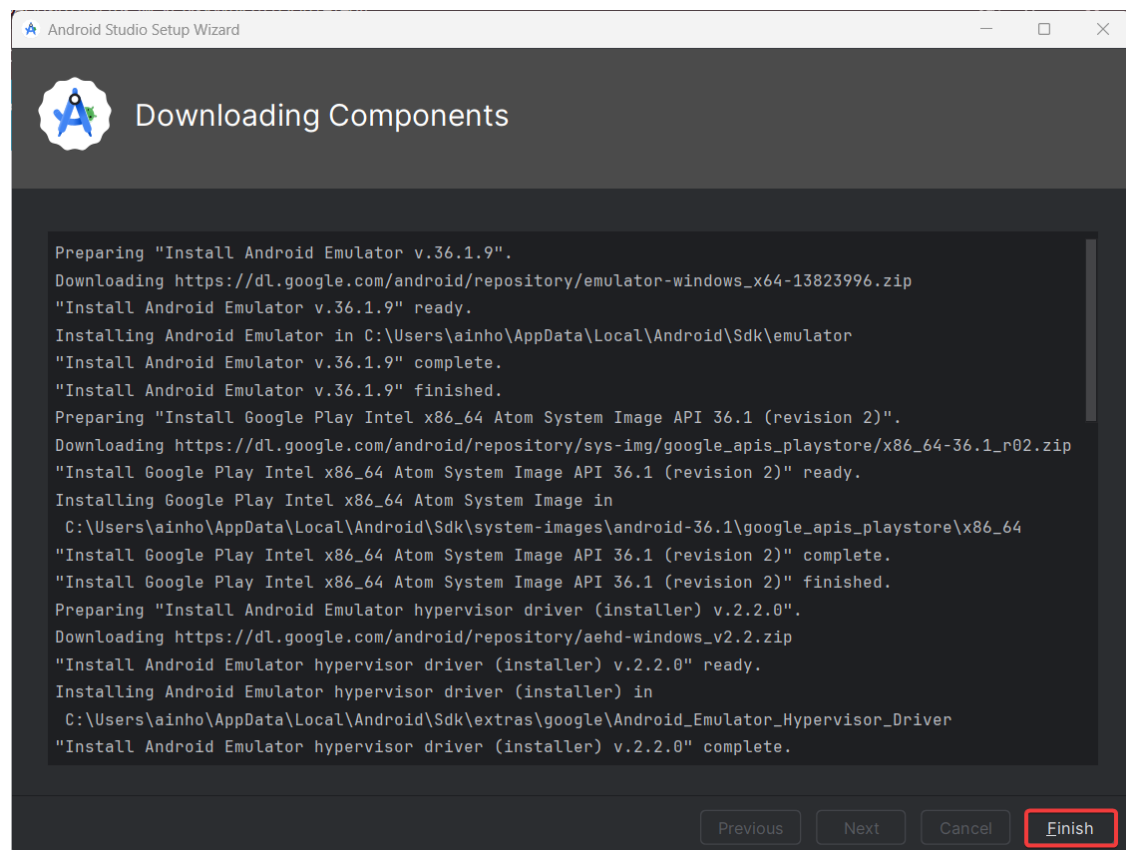 Android Studio Setup Wizard
Downloading Components
Preparing "Install Android Emulator v.36.1.9".
Downloading https://dl.google.com/android/repository/emulator-windows_x64-13823996.zip
"Install Android Emulator v.36.1.9" ready.
Installing Android Emulator in C:\Users\ainho\AppData\Local\Android\Sdk\emulator
"Install Android Emulator v.36.1.9" complete.
"Install Android Emulator v.36.1.9" finished.
Preparing "Install Google Play Intel x86_64 Atom System Image API 36.1 (revision 2)".
Downloading https://dl.google.com/android/repository/sys-img/google_apis_playstore/x86_64-36.1_r02.zip
"Install Google Play Intel x86_64 Atom System Image API 36.1 (revision 2)" ready.
Installing Google Play Intel x86_64 Atom System Image in
C:\Users\ainho\AppData\Local\Android\Sdk\system-images\android-36.1\google_apis_playstore\x86_64
"Install Google Play Intel x86_64 Atom System Image API 36.1 (revision 2)" complete.
"Install Google Play Intel x86_64 Atom System Image API 36.1 (revision 2)" finished.
Preparing "Install Android Emulator hypervisor driver (installer) v.2.2.0".
Downloading https://dl.google.com/android/repository/aehd-windows_v2.2.zip
"Install Android Emulator hypervisor driver (installer) v.2.2.0" ready.
Installing Android Emulator hypervisor driver (installer) in
C:\Users\ainho\AppData\Local\Android\Sdk\extras\google\Android_Emulator_Hypervisor_Driver
"Install Android Emulator hypervisor driver (installer) v.2.2.0" complete.
Previous Next Cancel Finish